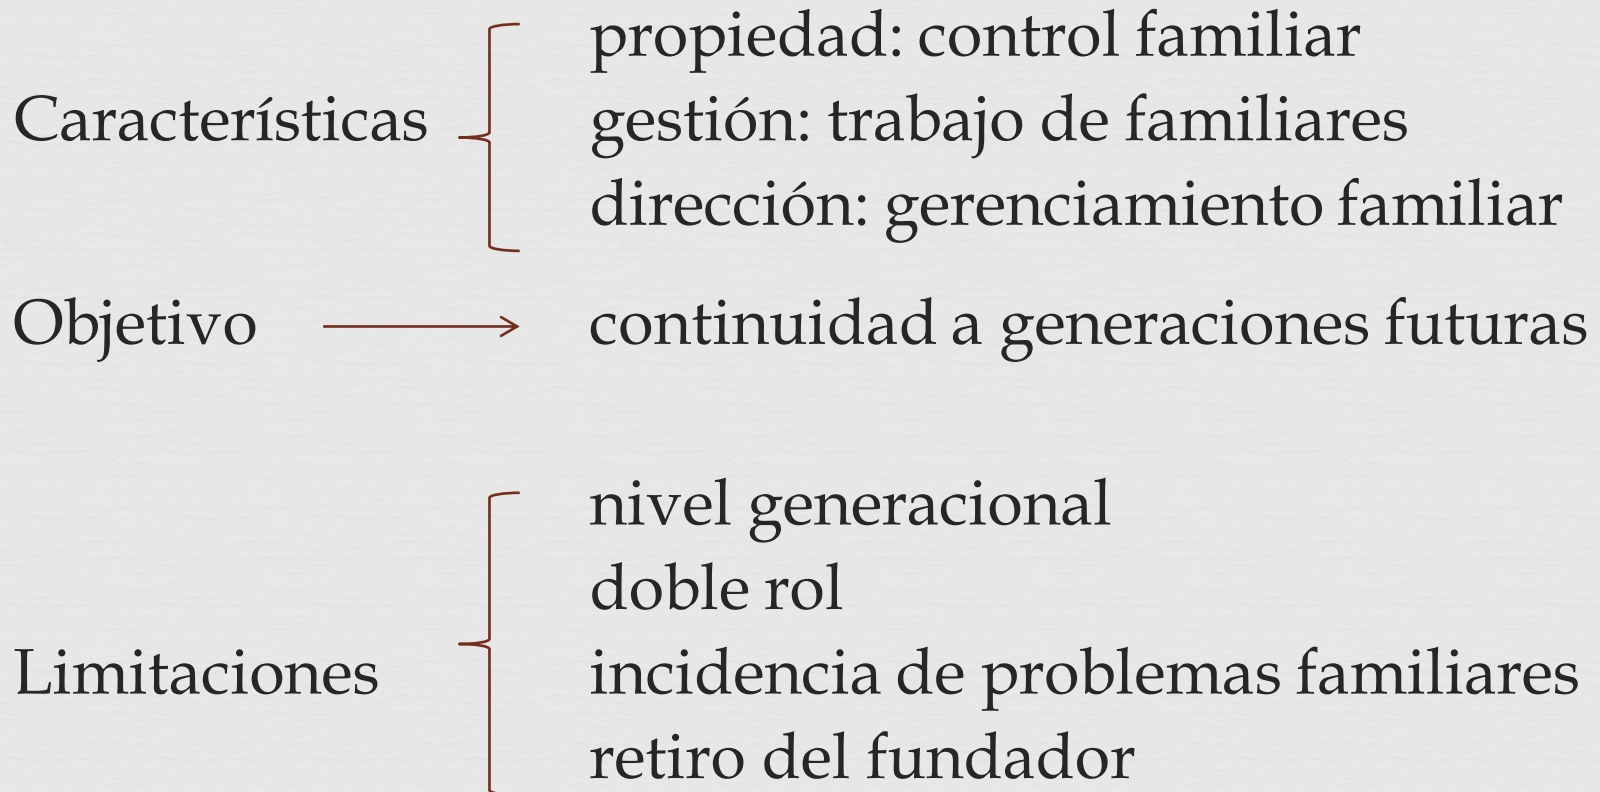 propiedad: control familiar
Características
gestión: trabajo de familiares
dirección: gerenciamiento familiar
Objetivo
continuidad a generaciones futuras
nivel generacional
doble rol
Limitaciones
incidencia de problemas familiares
retiro del fundador